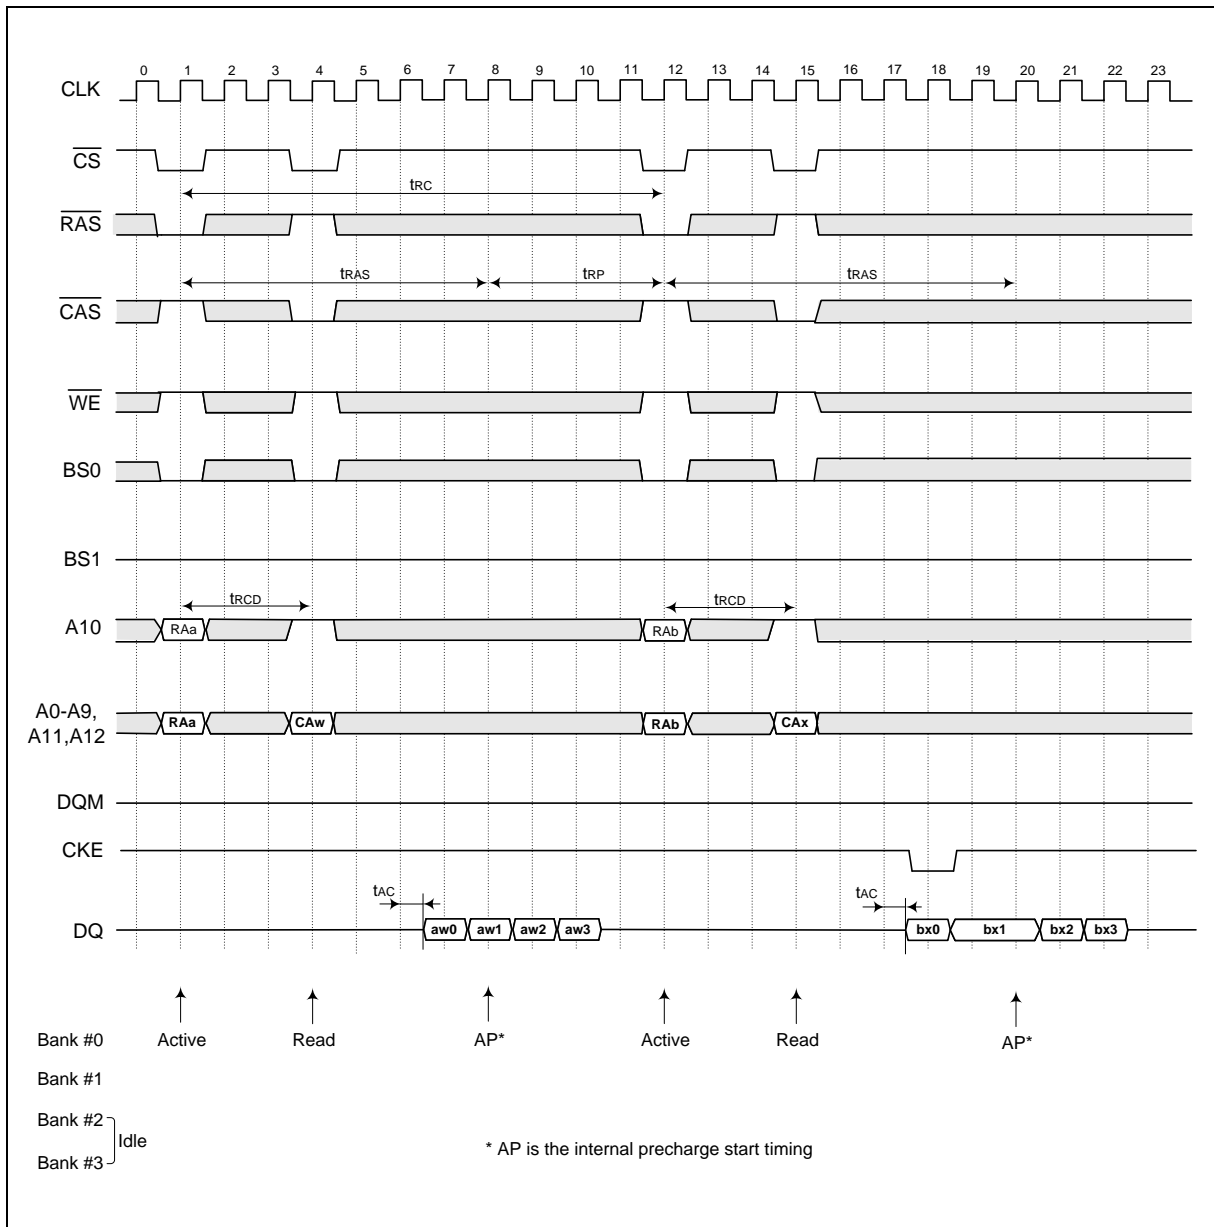 0 1 2 3 4 5 6 7 8 9 10 11 12 13 14 15 16 17 18 19 20 21 22 23
CLK
CS
tRC
RAS
tRAS tRP tRAS
CAS
WE
BS0
BS1
tRCD tRCD
A10 RAa RAb
A0-A9,
A11,A12 RAa CAw RAb CAx
DQM
CKE
tAC tAC
DQ aw0 aw1 aw2 aw3 bx0 bx1 bx2 bx3
Bank #0 Active Read AP* Active Read AP*
Bank #1
Bank #2
Idle
Bank #3
* AP is the internal precharge start timing